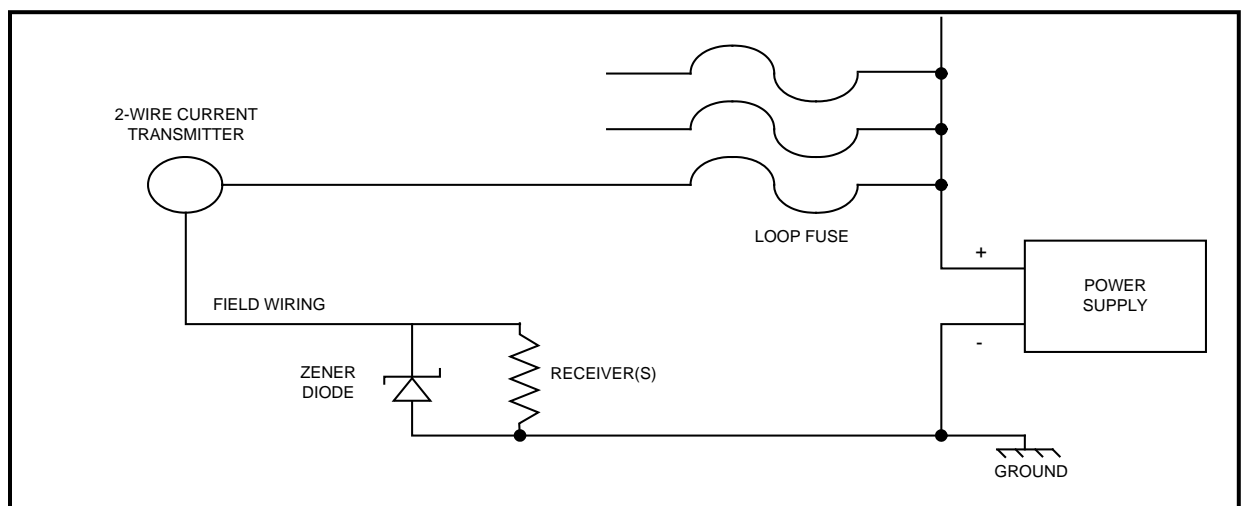 2-WIRE CURRENT
TRANSMITTER
LOOP FUSE
+
POWER
SUPPLY
-
FIELD WIRING
ZENER
DIODE
RECEIVER(S)
GROUND